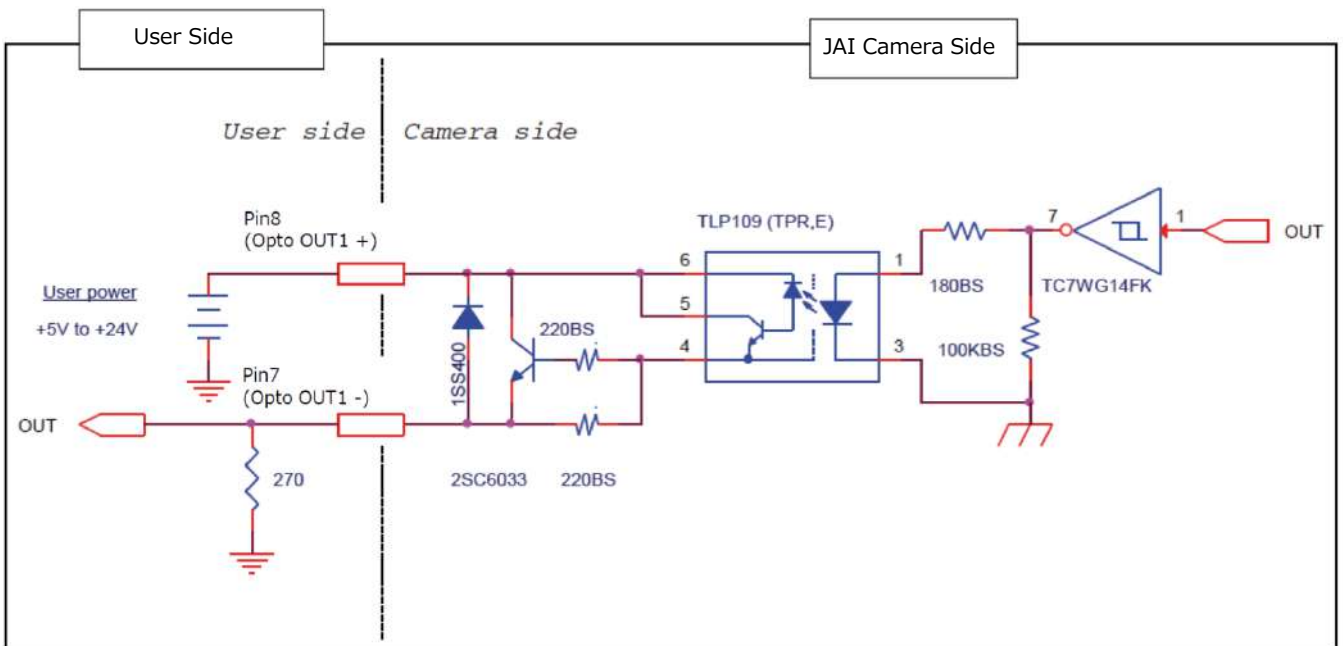 User Side
JAI Camera Side
User side
Camera side
Pin8
(Opto OUT1 +)
TLP109 (TPR,E)
7
1
OUT
6
1
User power
+5V to +24V
180BS
TC7WG14FK
5
220BS
1SS400
4
3
100KBS
Pin7
(Opto OUT1 -)
OUT
270
2SC6033
220BS